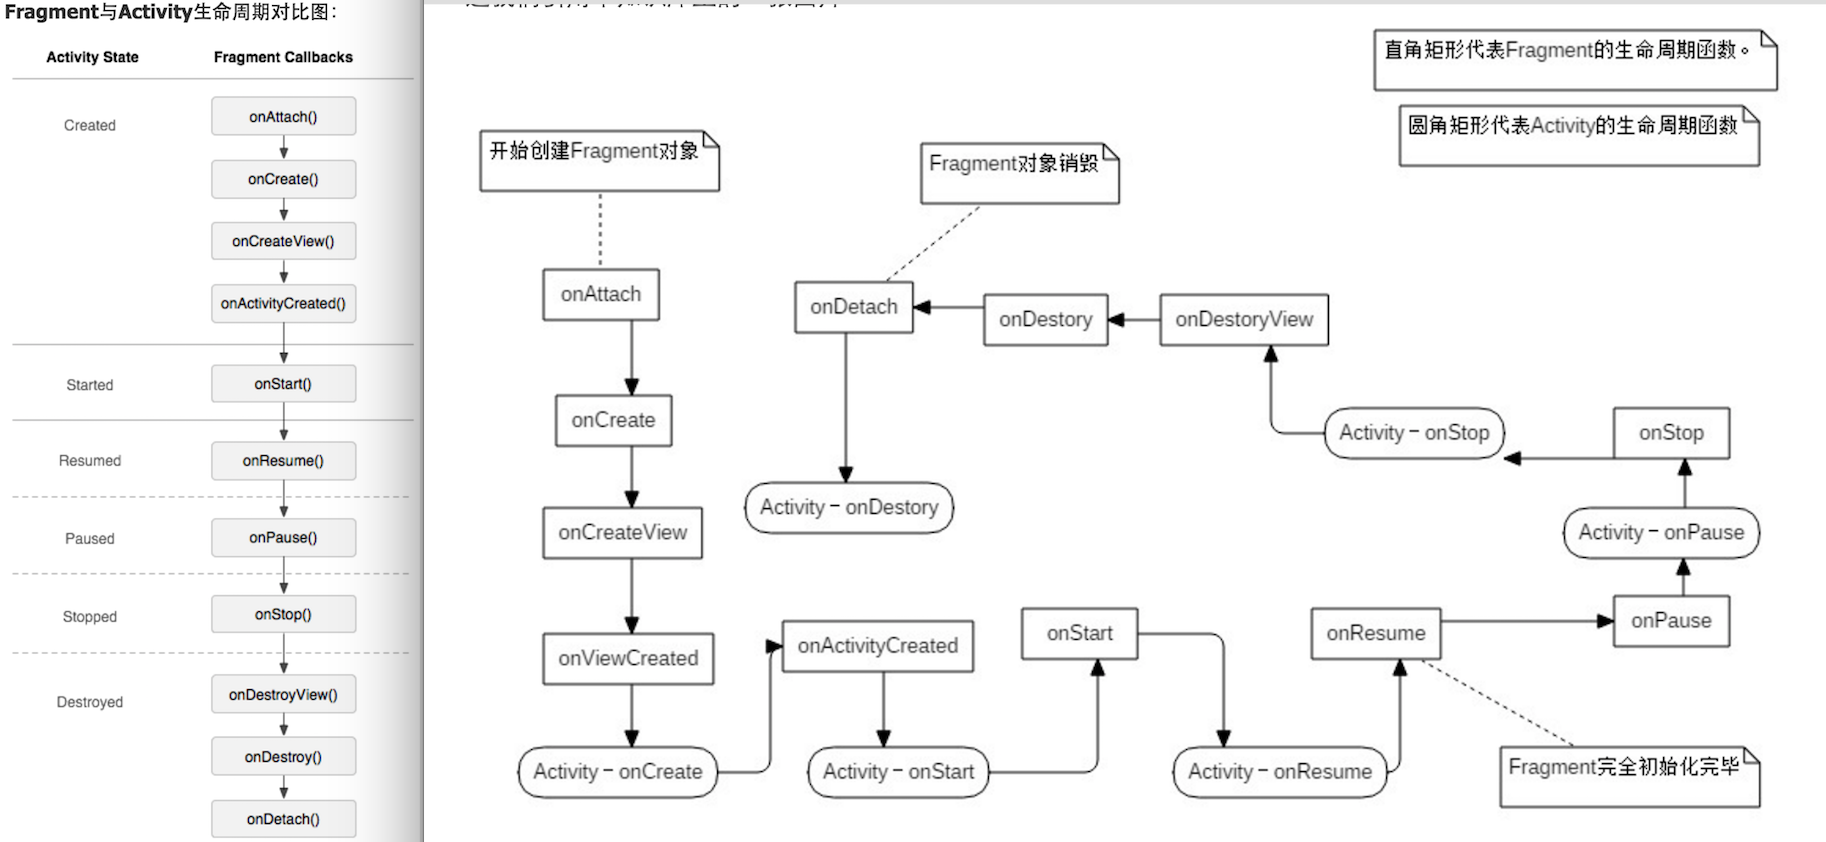 Fragment与Activity生命周期对比图：
Activity State
Fragment Callbacks
Created
onAttach()
onCreate()
onCreateView()
onActivityCreated()
Started
onStart()
Resumed
onResume()
Paused
onPause()
Stopped
onStop()
Destroyed
onDestroyView()
onDestroy()
onDetach()
直角矩形代表Fragment的生命周期函数。
圆角矩形代表Activity的生命周期函数
开始创建Fragment对象
Fragment对象销毁
onAttach
onDetach
onDestory
onDestoryView
onCreate
Activity－onStop
onStop
Activity－onDestory
onCreateView
Activity－onPause
onViewCreated
onActivityCreated
onStart
onResume
onPause
Activity－onCreate
Activity－onStart
Activity－onResume
Fragment完全初始化完毕